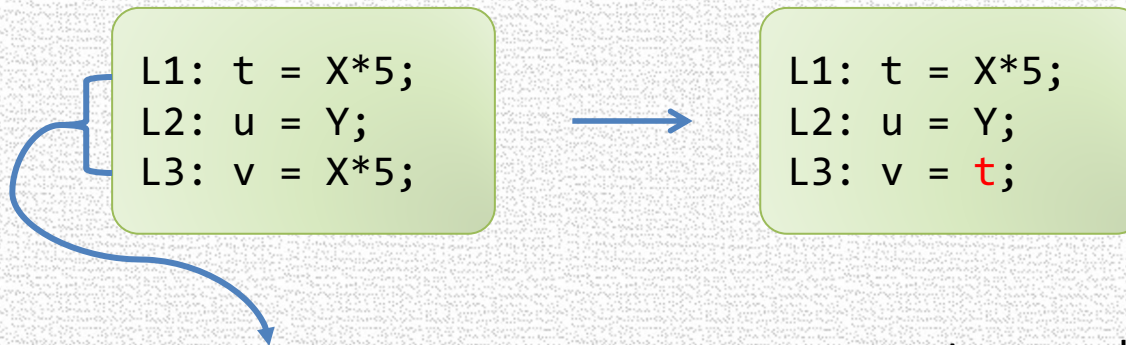 L1: t = X*5;
L2: u = Y;
L3: v = X*5;
L1: t = X*5;
L2: u = Y;
L3: v = t;